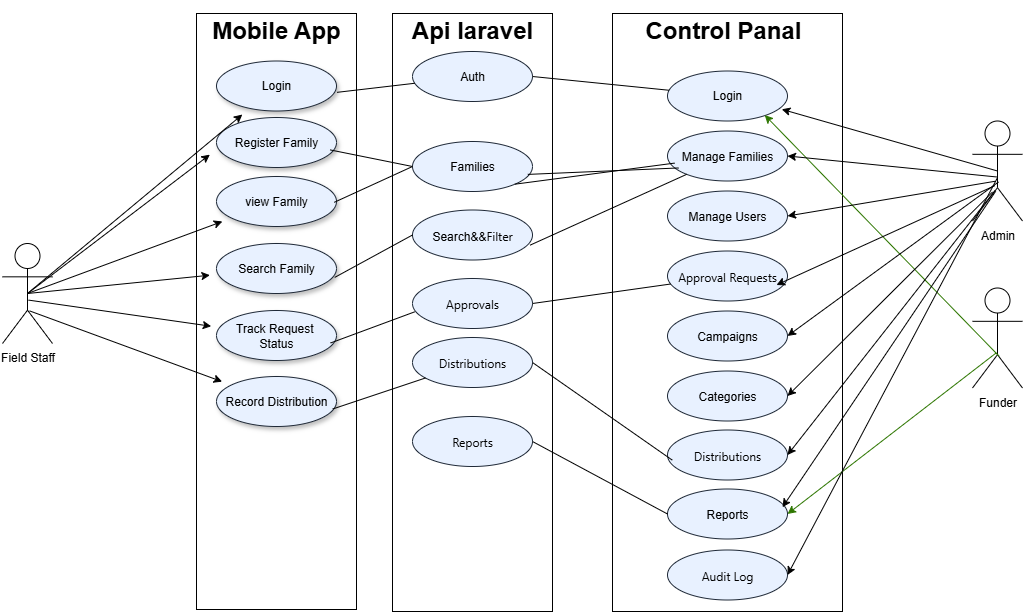 Mobile App
Api laravel
Control Panal
Login
Register Family
view Family
Search Family
Track Request
Status
Record Distribution
Auth
Families
Search&&Filter
Approvals
Distributions
Reports
Login
Manage Families
Manage Users
Approval Requests
Campaigns
Categories
Distributions
Reports
Audit Log
Field Staff
Admin
Funder